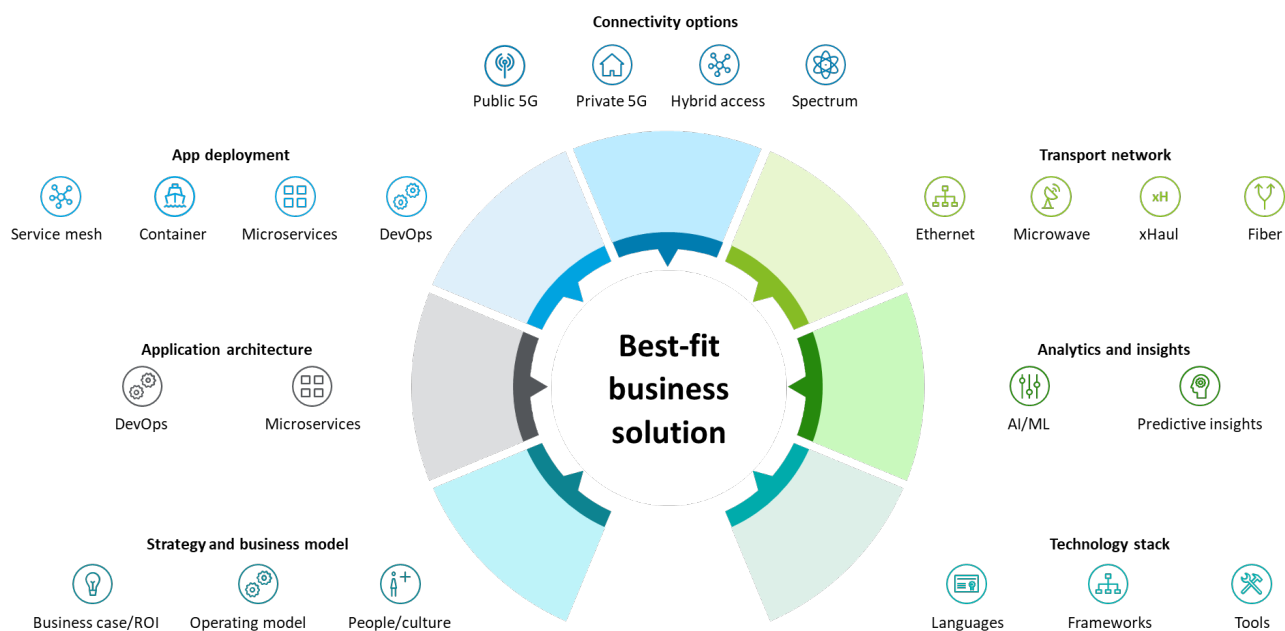 Connectivity options
Public 5G
Private 5G
Hybrid access
Spectrum
App deployment
Service mesh
Container
Microservices
DevOps
Transport network
Ethernet
Microwave
xH
xHaul
Fiber
Application architecture
DevOps
Microservices
Best-fit
business
solution
Analytics and insights
AI/ML
Predictive insights
Strategy and business model
Business case/ROI
Operating model
People/culture
Technology stack
Languages
Frameworks
Tools